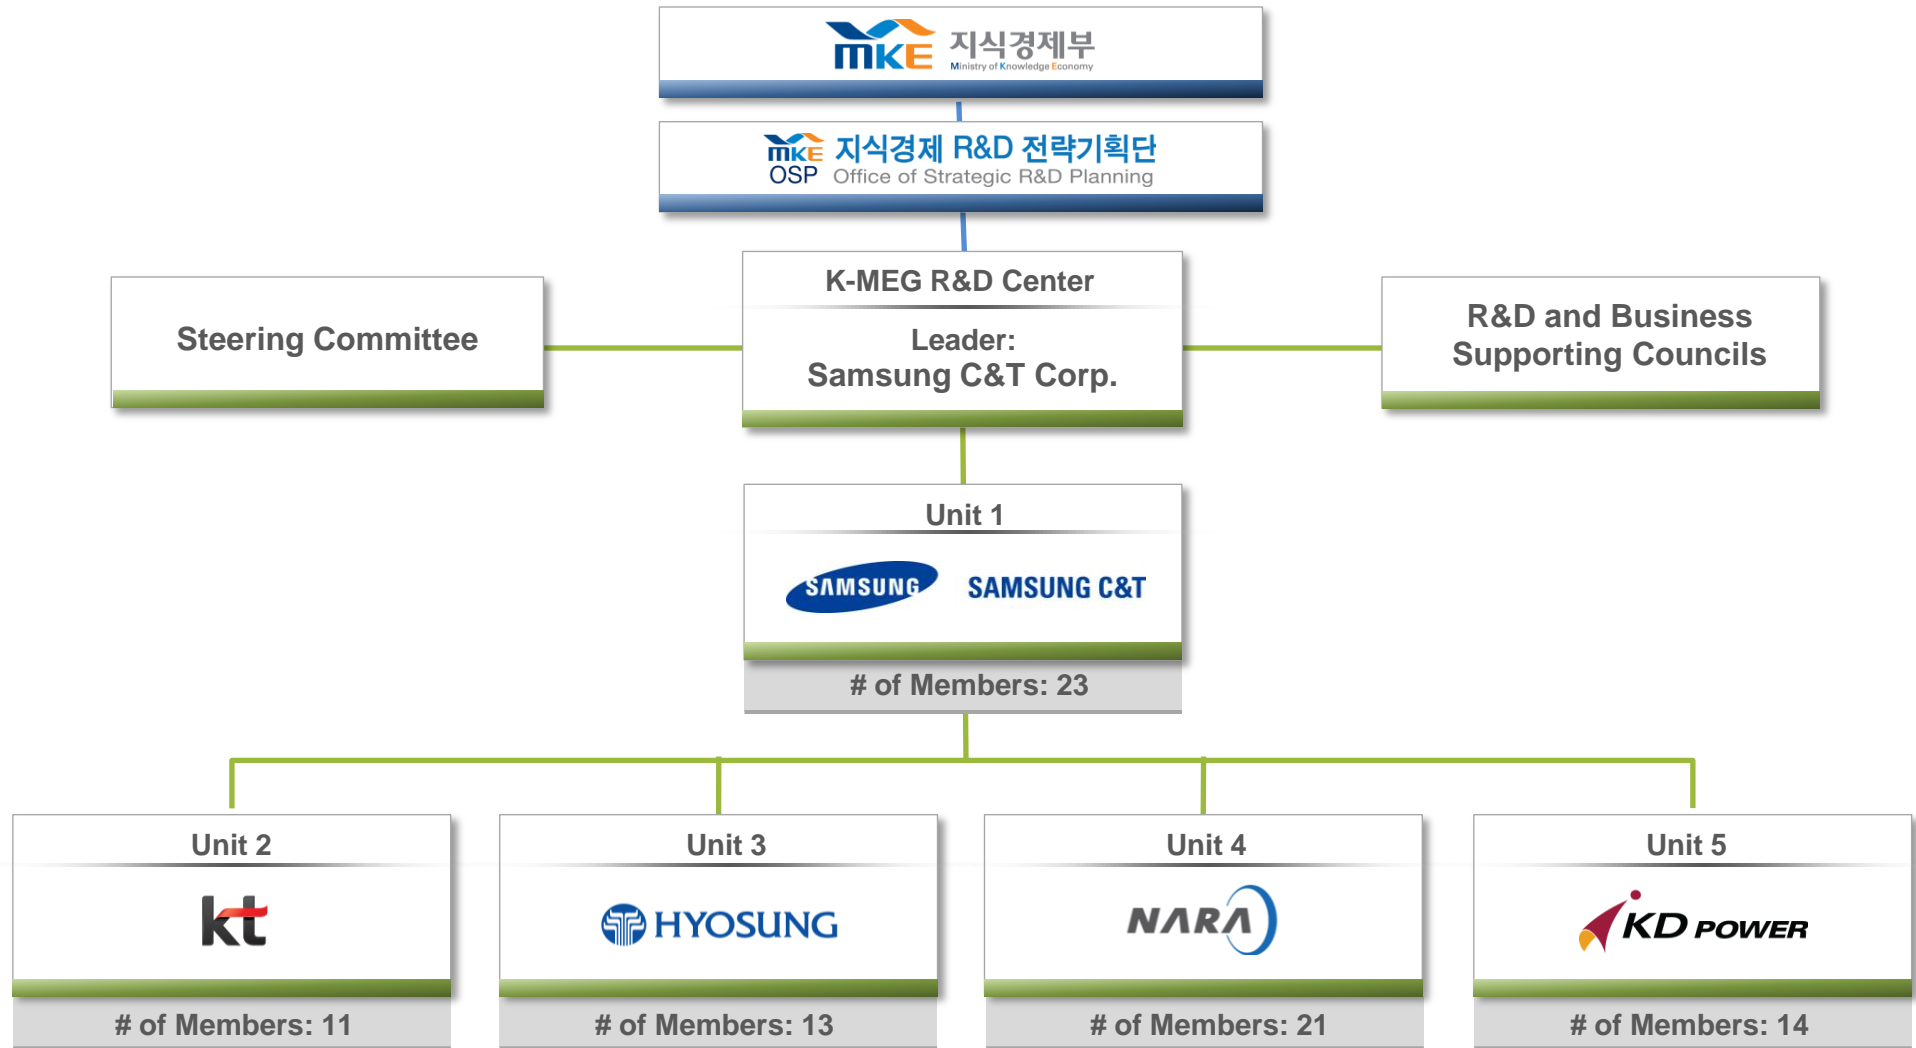 mKE 지식경제부
Ministry of Knowledge Economy
mKE 지식경제 R&D 전략기획단
OSP Office of Strategic R&D Planning
K-MEG R&D Center
Leader:
Samsung C&T Corp.
Steering Committee
R&D and Business
Supporting Councils
Unit 1
SAMSUNG SAMSUNG C&T
# of Members: 23
Unit 2
kt
# of Members: 11
Unit 3
HYOSUNG
# of Members: 13
Unit 4
NARA
# of Members: 21
Unit 5
KD POWER
# of Members: 14